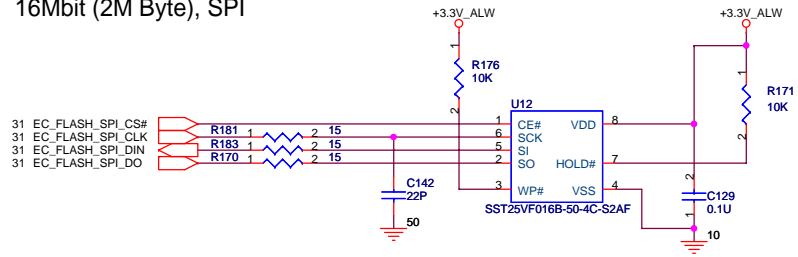 16Mbit (2M Byte), SPI
+3.3V_ALW
+3.3V_ALW
1
R176
10K
2
1
R171
10K
2
U12
31 EC_FLASH_SPI_CS#
1 CE# VDD 8
31 EC_FLASH_SPI_CLK R181 1 2 15
6 SCK
31 EC_FLASH_SPI_DIN R183 1 2 15
5 SI
31 EC_FLASH_SPI_DO R170 1 2 15
2 SO HOLD# 7
3 WP# VSS 4
SST25VF016B-50-4C-S2AF
C142
22P
50
2
C129
0.1U
1
10